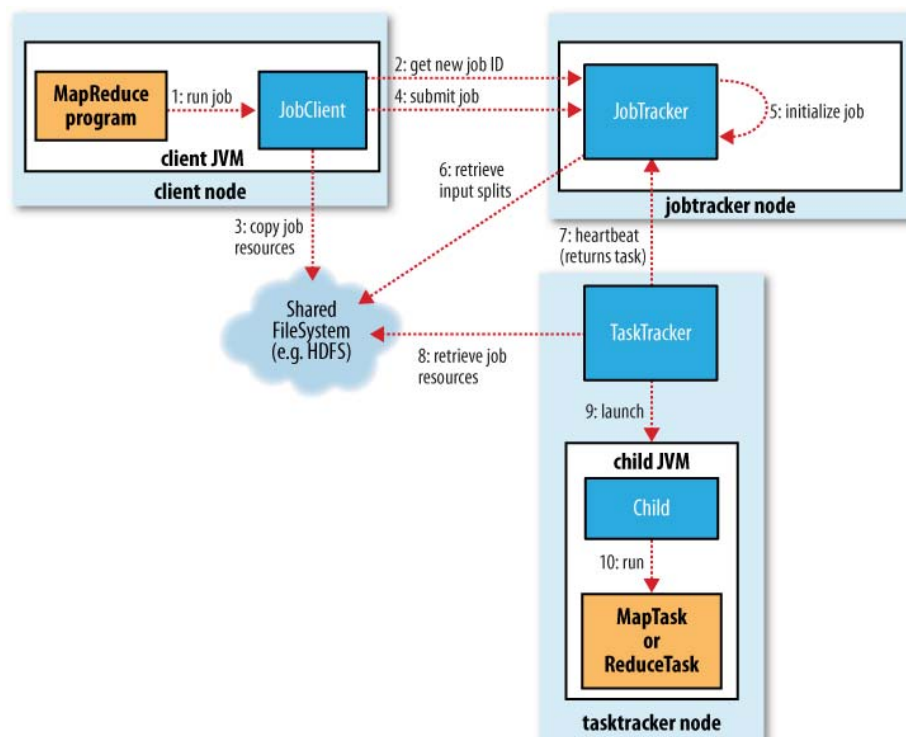 MapReduce
program
1: run job
JobClient
client JVM
client node
2: get new job ID
4: submit job
JobTracker
5: initialize job
jobtracker node
3: copy job
resources
6: retrieve
input splits
7: heartbeat
(returns task)
Shared
FileSystem
(e.g. HDFS)
8: retrieve job
resources
TaskTracker
9: launch
child JVM
Child
10: run
MapTask
or
ReduceTask
tasktracker node